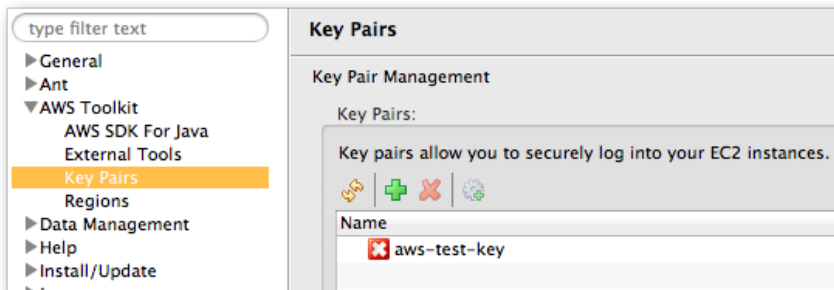 type filter text
General
Ant
AWS Toolkit
AWS SDK For Java
External Tools
Key Pairs
Regions
Data Management
Help
Install/Update
Key Pairs
Key Pair Management
Key Pairs:
Key pairs allow you to securely log into your EC2 instances.
Name
aws-test-key